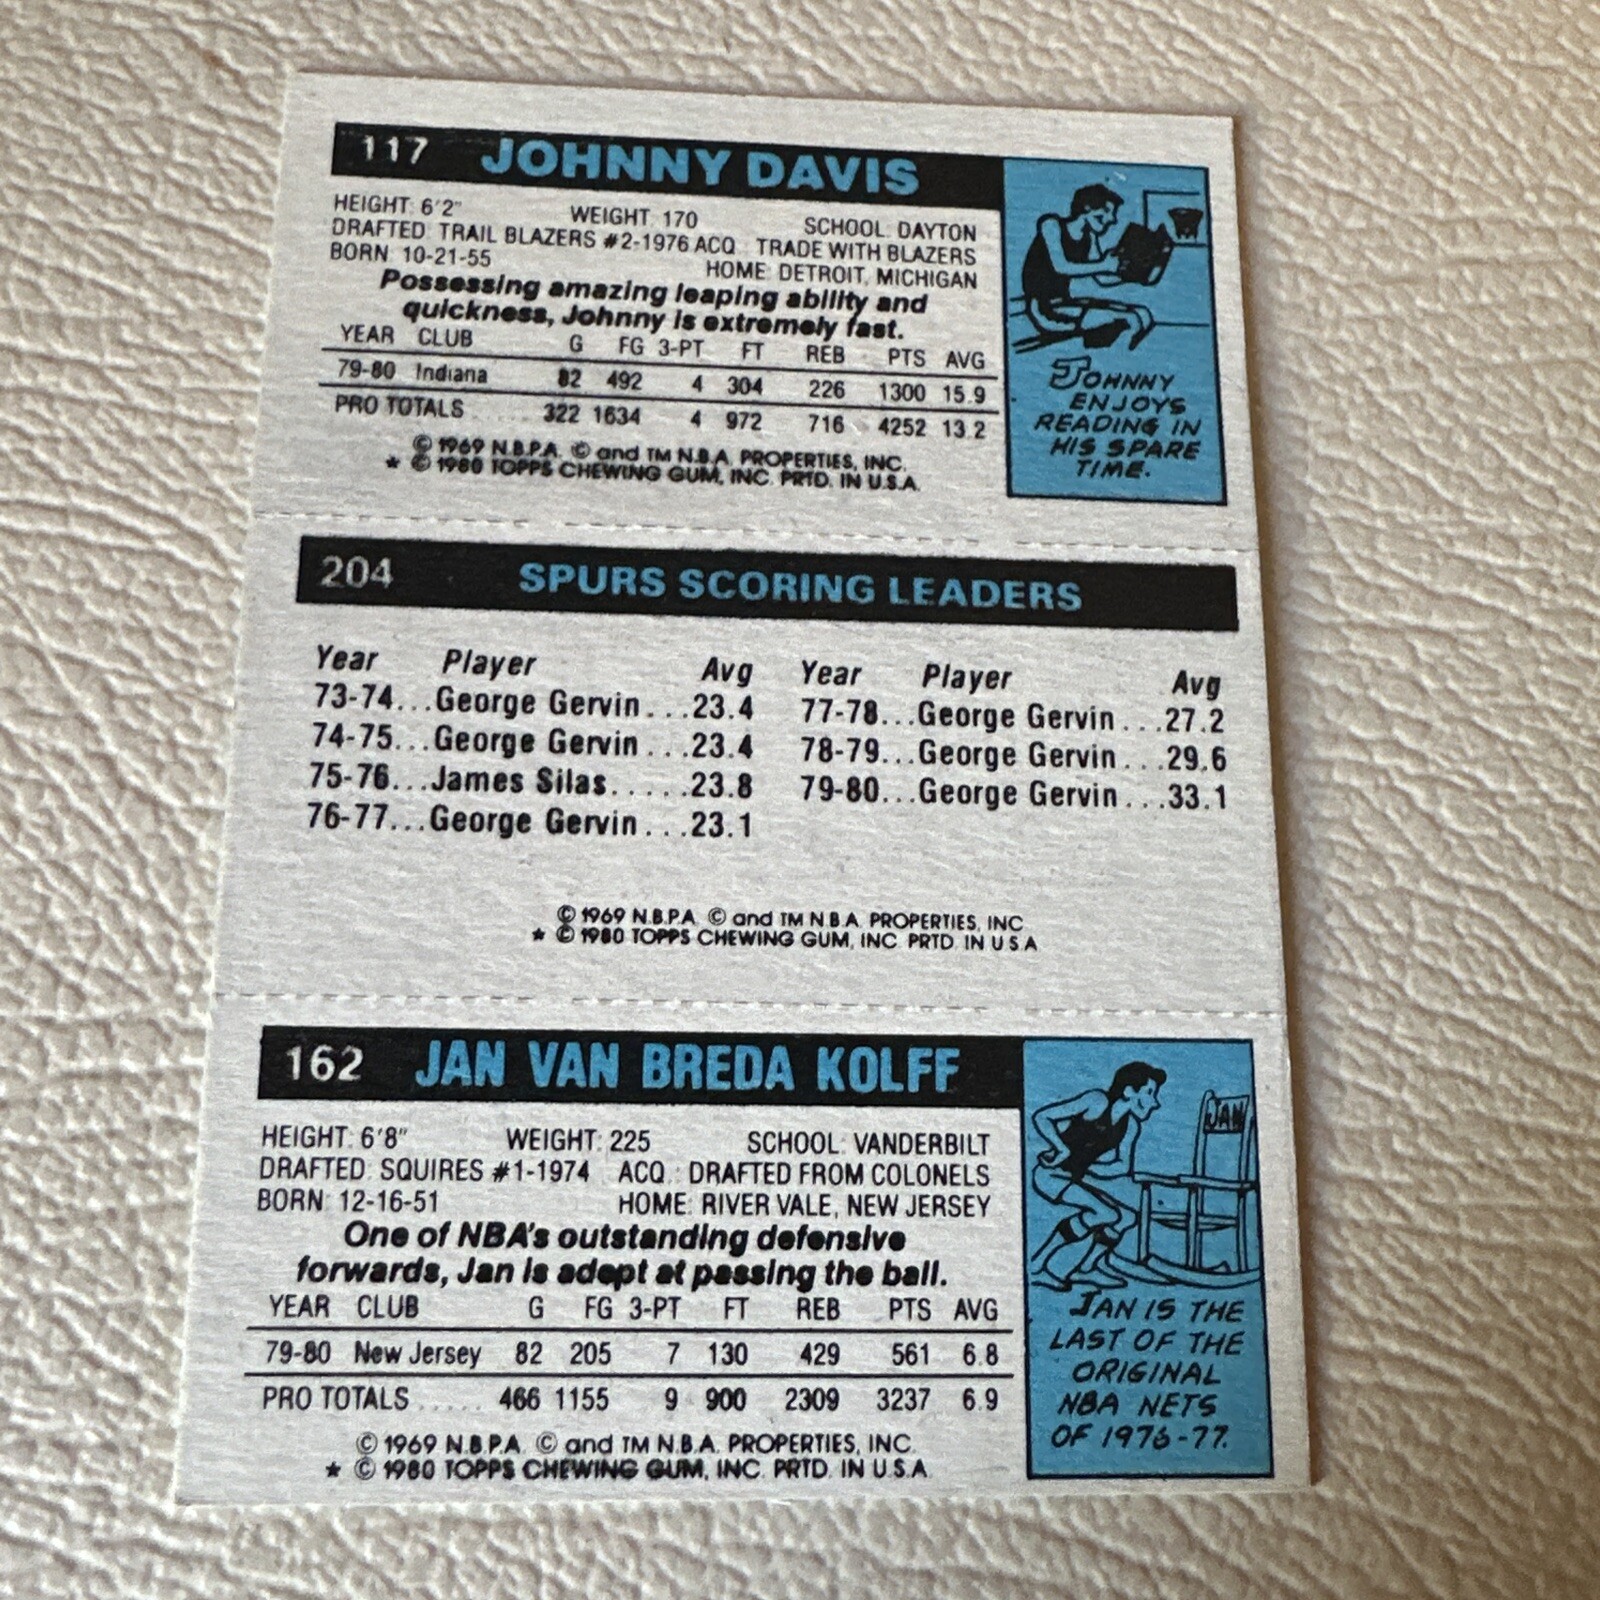 117 JOHNNY DAVIS
HEIGHT: 6'2" WEIGHT: 170 SCHOOL: DAYTON
DRAFTED: TRAIL BLAZERS #2-1976 ACQ.: TRADE WITH BLAZERS
BORN: 10-21-55 HOME: DETROIT, MICHIGAN
Possessing amazing leaping ability and
quickness, Johnny is extremely fast.
YEAR CLUB G FG 3-PT FT REB PTS AVG
79-80 Indiana 82 492 4 304 226 1300 15.9
PRO TOTALS ..... 322 1634 4 972 716 4252 13.2
© 1969 N.B.P.A. © and TM N.B.A. PROPERTIES, INC.
* © 1980 TOPPS CHEWING GUM, INC. PRTD. IN U.S.A.
JOHNNY
ENJOYS
READING IN
HIS SPARE
TIME.
204 SPURS SCORING LEADERS
Year Player Avg Year Player Avg
73-74...George Gervin...23.4 77-78...George Gervin...27.2
74-75...George Gervin...23.4 78-79...George Gervin...29.6
75-76...James Silas.....23.8 79-80...George Gervin...33.1
76-77...George Gervin...23.1
© 1969 N.B.P.A. © and TM N.B.A. PROPERTIES, INC.
* © 1980 TOPPS CHEWING GUM, INC. PRTD. IN U.S.A.
162 JAN VAN BREDA KOLFF
HEIGHT: 6'8" WEIGHT: 225 SCHOOL: VANDERBILT
DRAFTED: SQUIRES #1-1974 ACQ.: DRAFTED FROM COLONELS
BORN: 12-16-51 HOME: RIVER VALE, NEW JERSEY
One of NBA's outstanding defensive
forwards, Jan is adept at passing the ball.
YEAR CLUB G FG 3-PT FT REB PTS AVG
79-80 New Jersey 82 205 7 130 429 561 6.8
PRO TOTALS ..... 466 1155 9 900 2309 3237 6.9
© 1969 N.B.P.A. © and TM N.B.A. PROPERTIES, INC.
* © 1980 TOPPS CHEWING GUM, INC. PRTD. IN U.S.A.
JAN
JAN IS THE
LAST OF THE
ORIGINAL
NBA NETS
OF 1976-77.